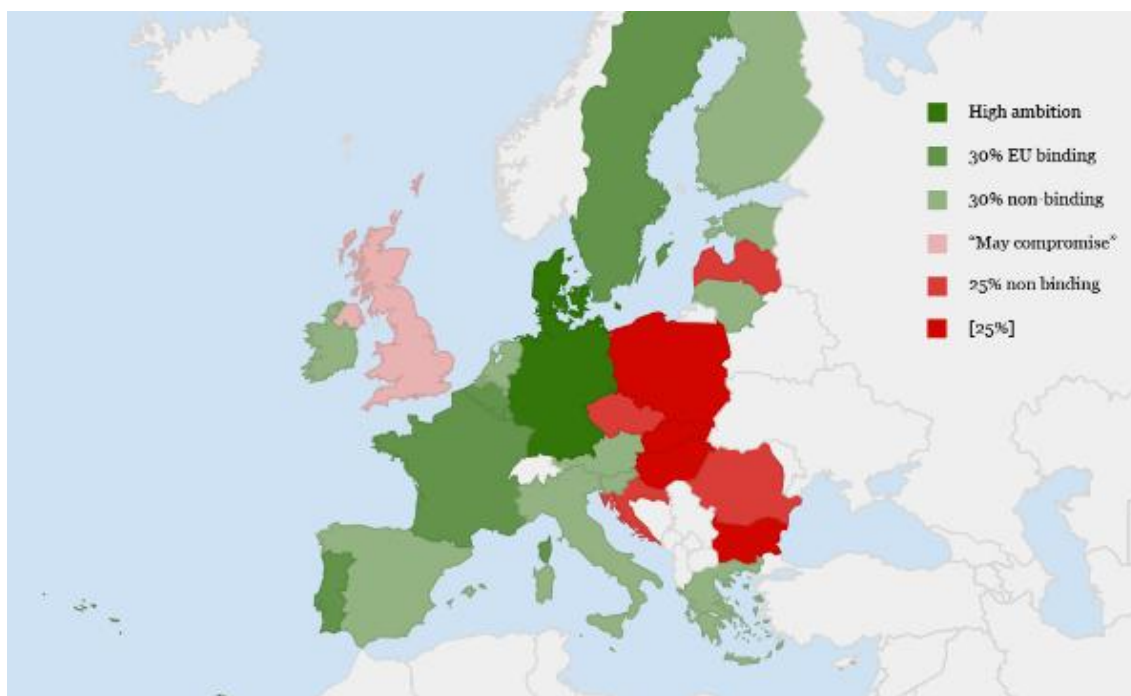 High ambition
30% EU binding
30% non-binding
“May compromise”
25% non binding
[25%]